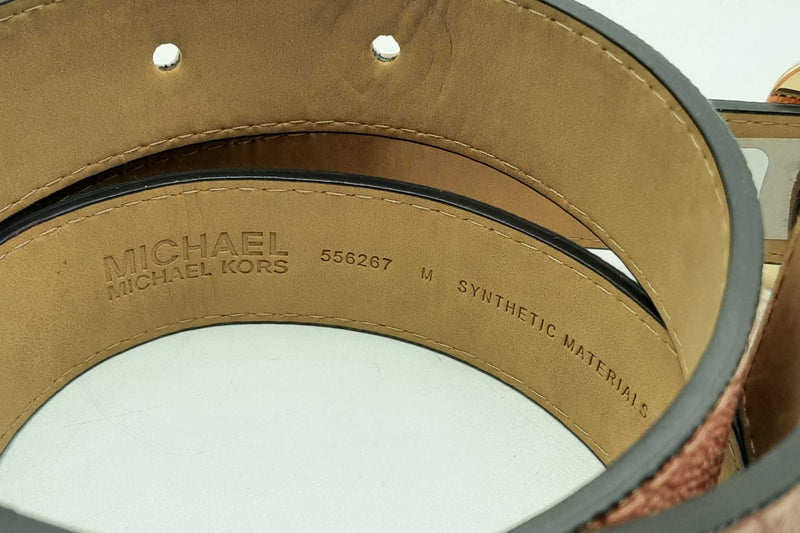 MICHAEL
MICHAEL KORS
556267 M SYNTHETIC MATERIALS